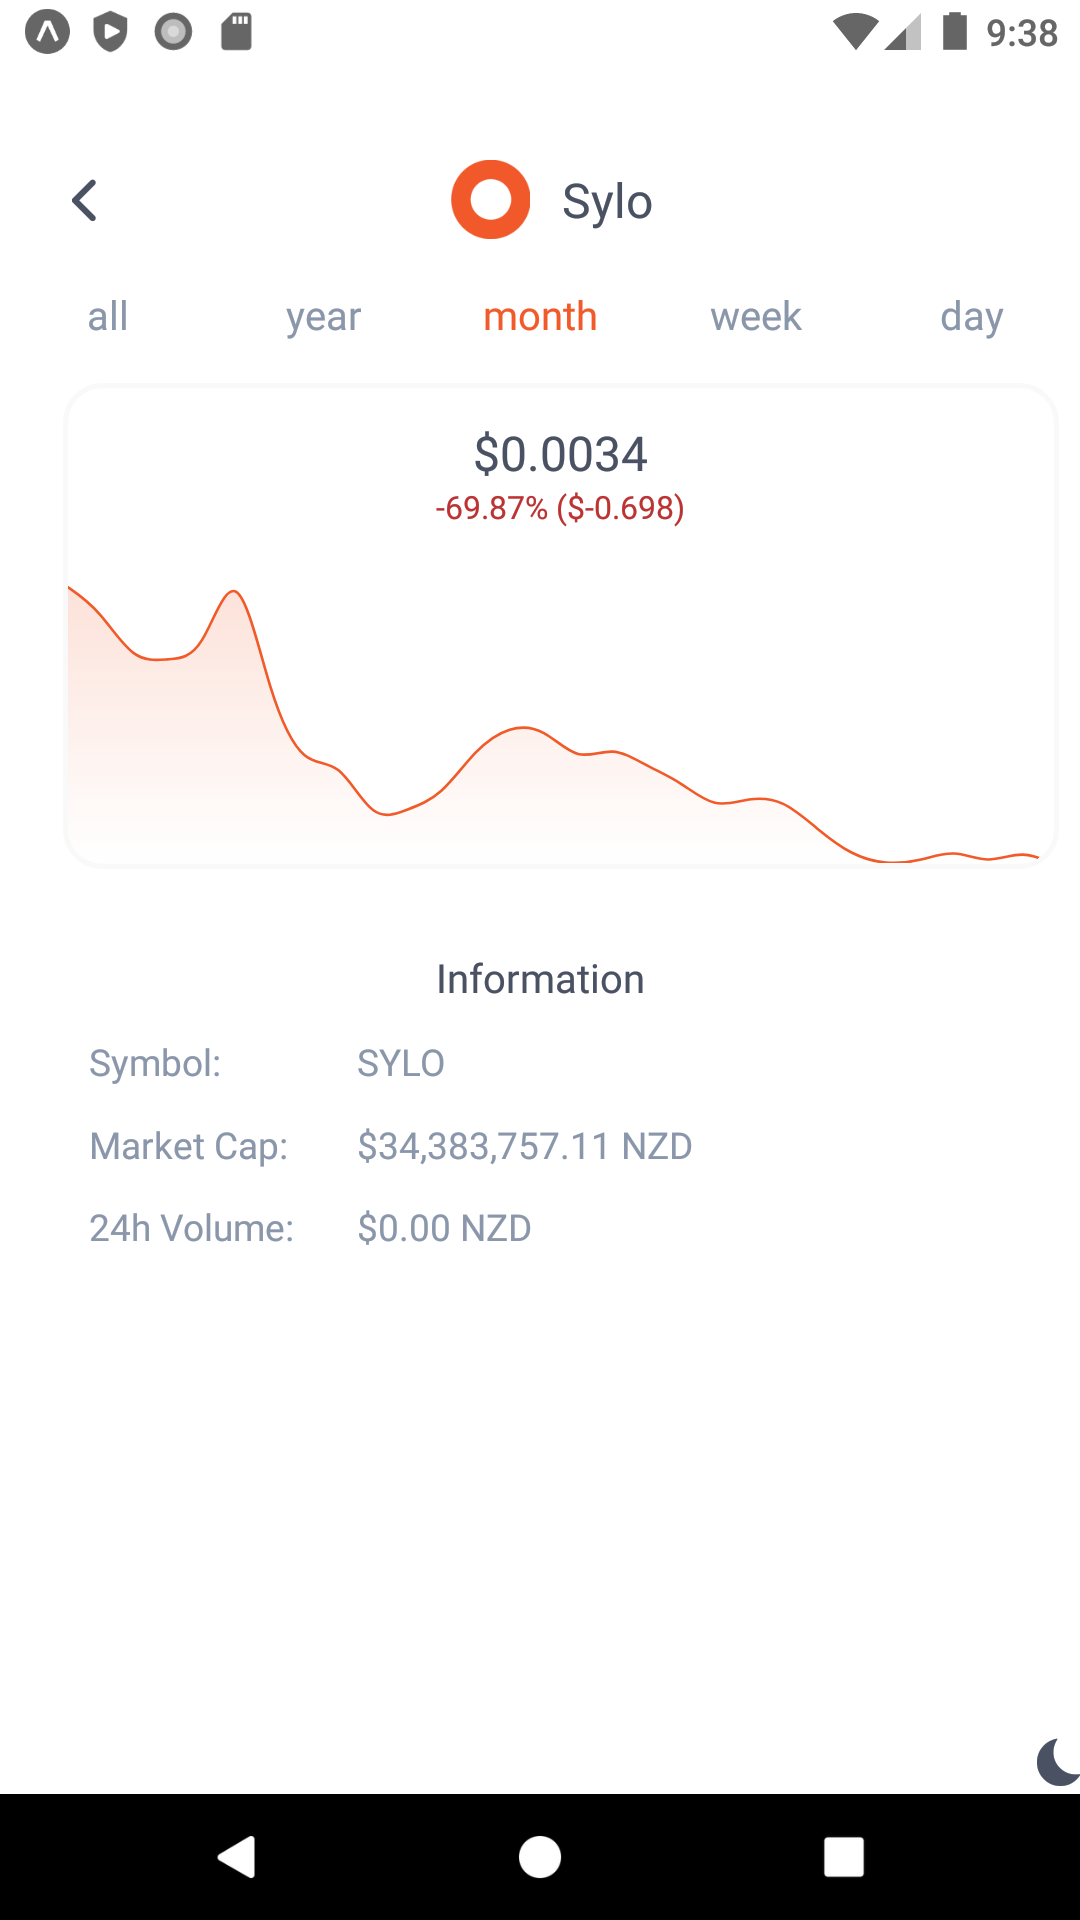 9:38
Sylo
all year month week day
$0.0034
-69.87% ($-0.698)
Information
Symbol: SYLO
Market Cap: $34,383,757.11 NZD
24h Volume: $0.00 NZD